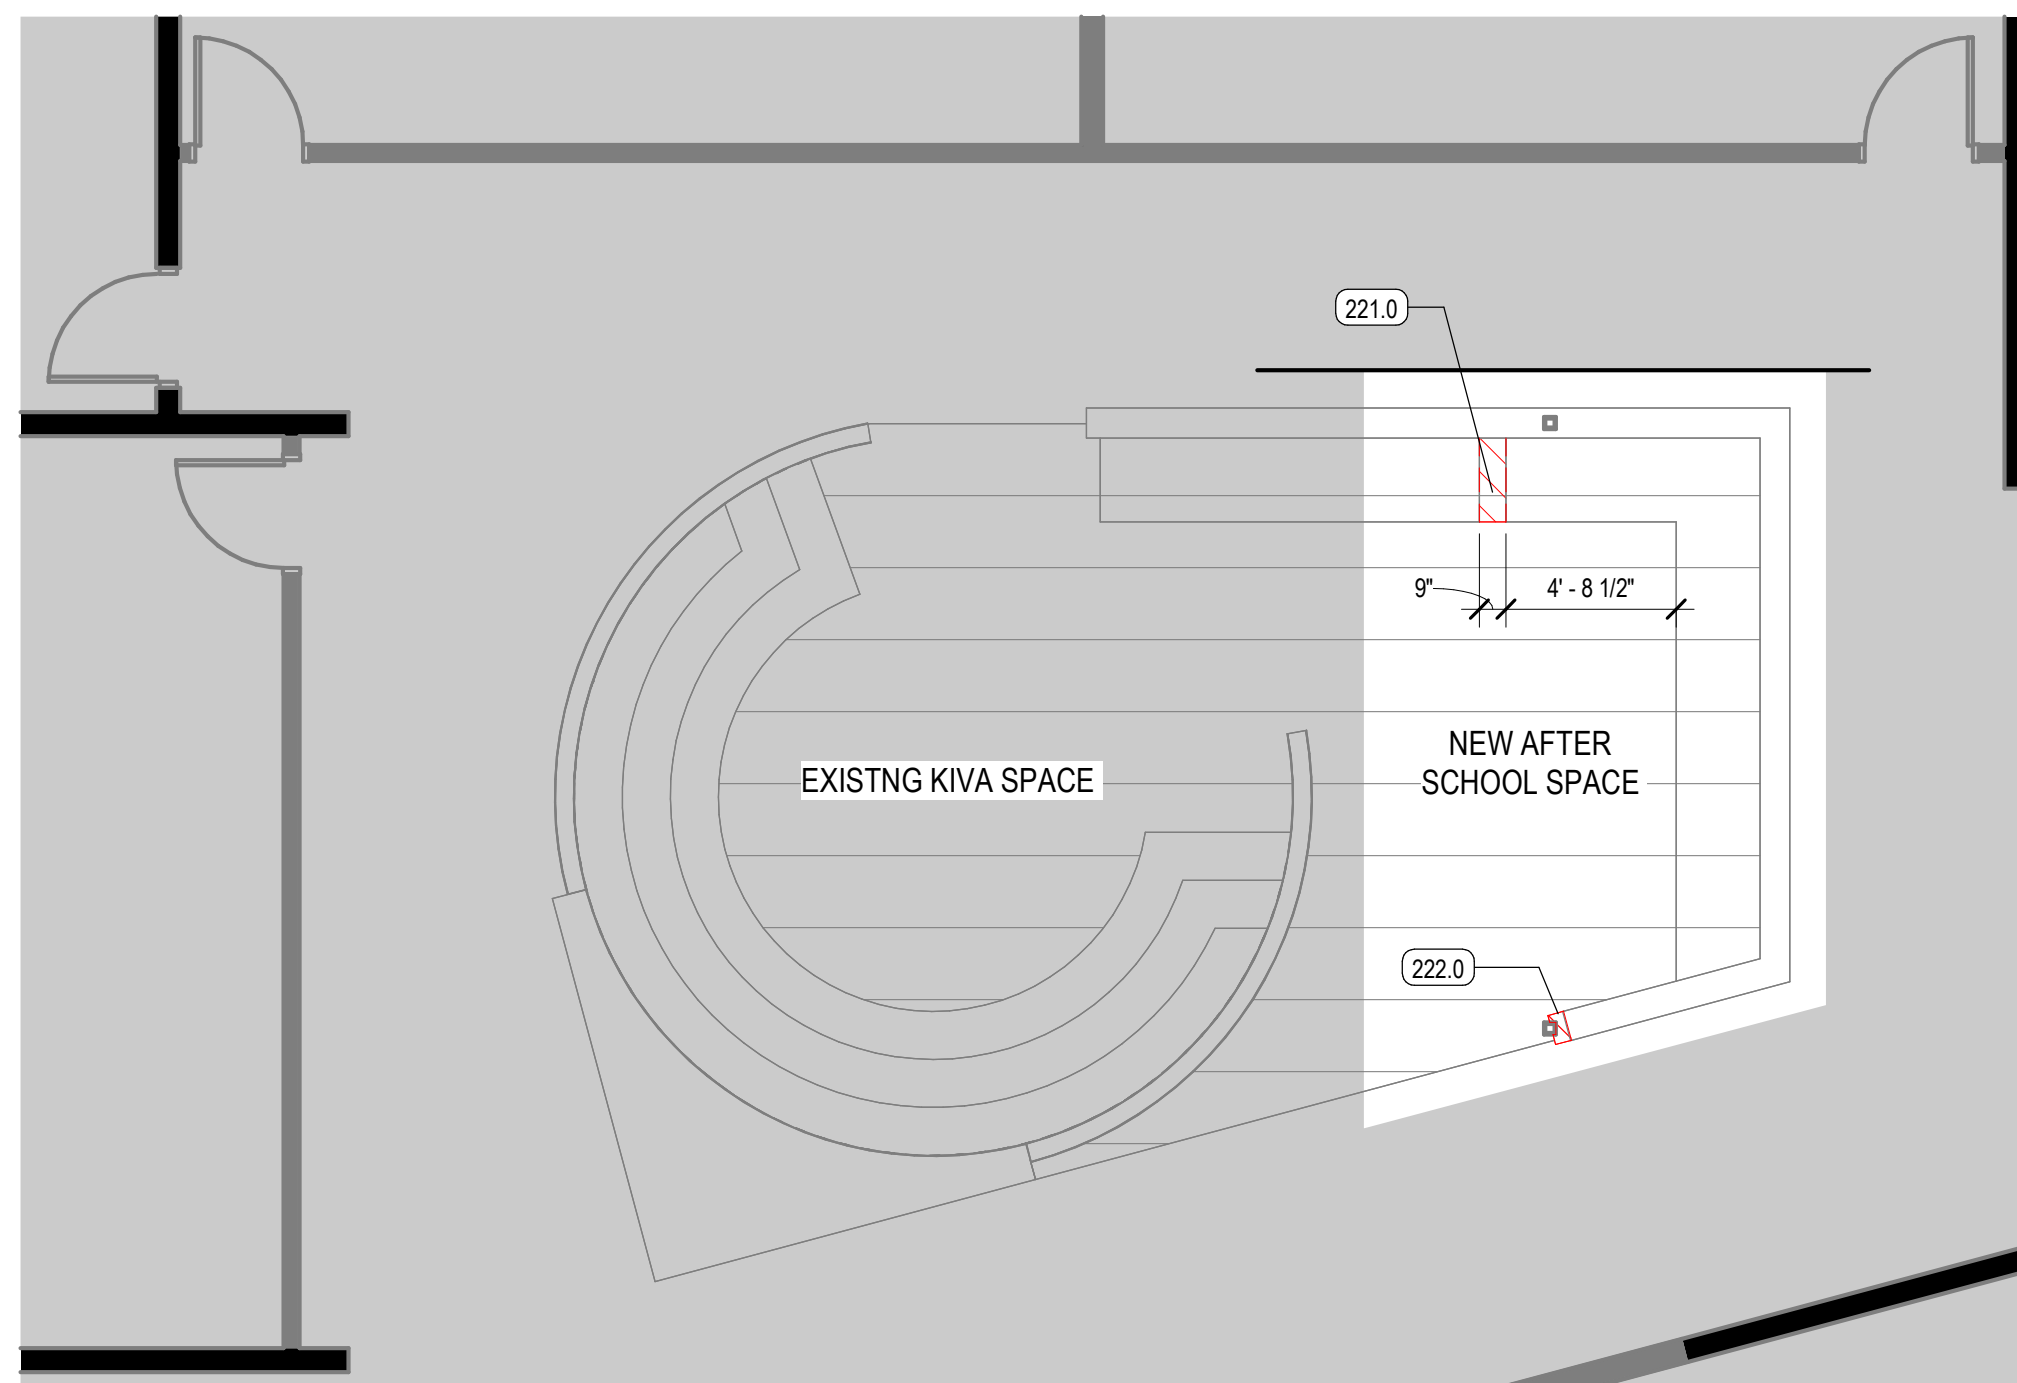 221.0
9"
4' - 8 1/2"
NEW AFTER
SCHOOL SPACE
EXISTNG KIVA SPACE
222.0